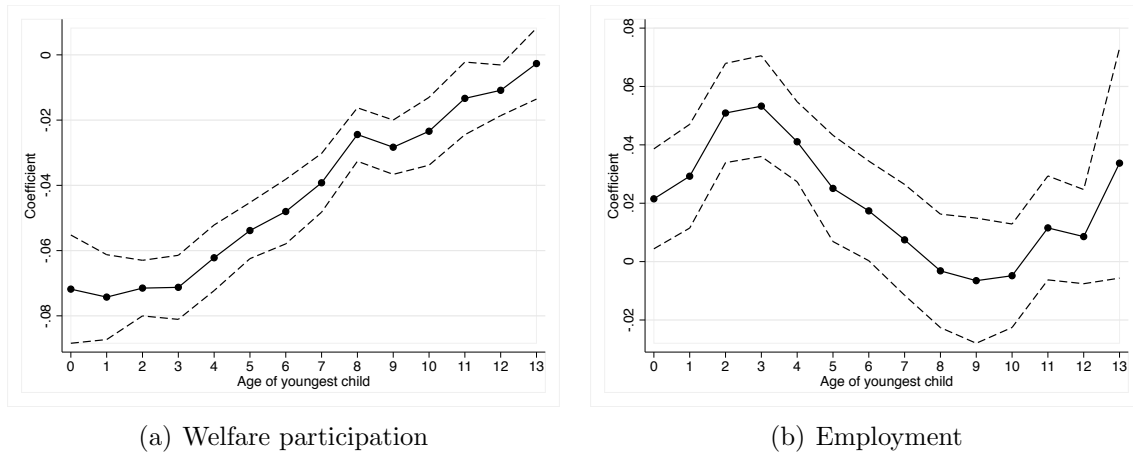 0
-.02
-.04
-.06
-.08
Coefficient
0 1 2 3 4 5 6 7 8 9 10 11 12 13
Age of youngest child
(a) Welfare participation
.08
.06
.04
.02
0
-.02
Coefficient
0 1 2 3 4 5 6 7 8 9 10 11 12 13
Age of youngest child
(b) Employment